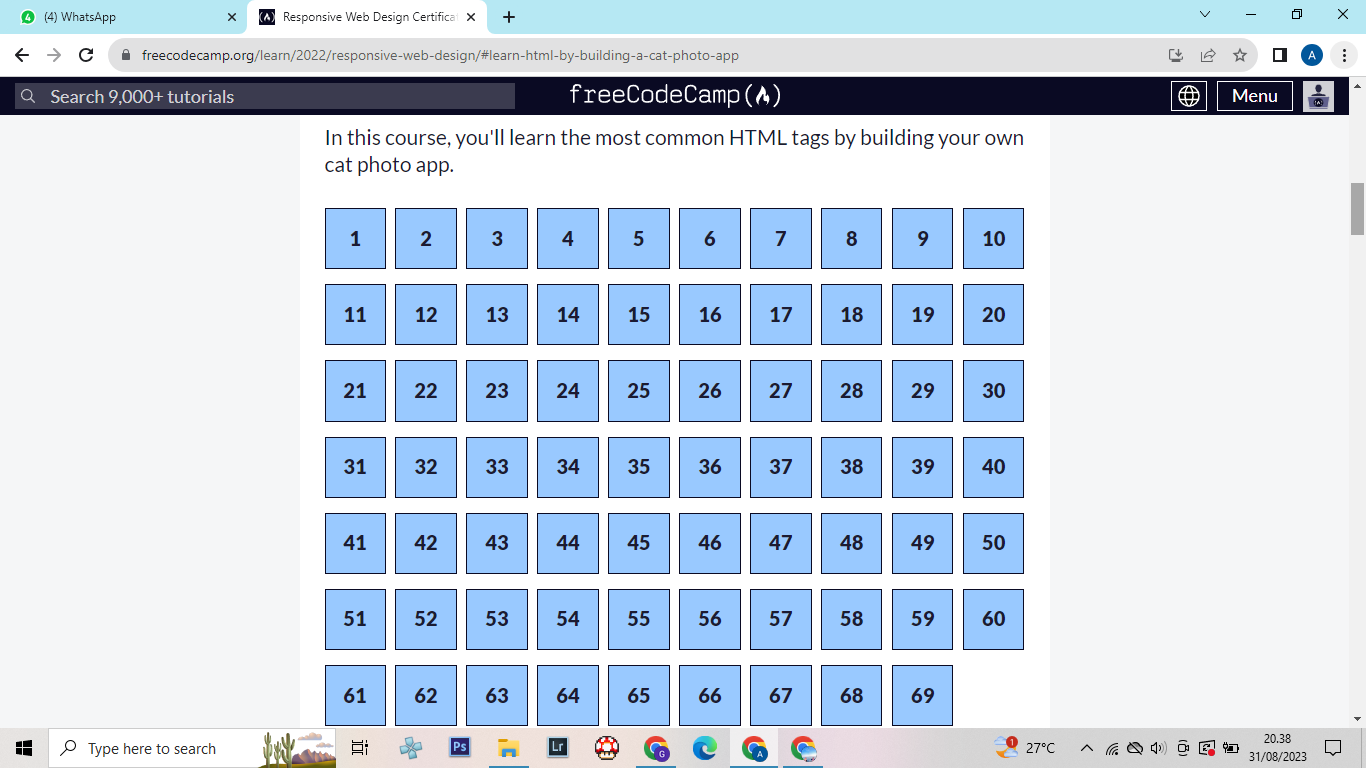 (4) WhatsApp
Responsive Web Design Certifica
freecodecamp.org/learn/2022/responsive-web-design/#learn-html-by-building-a-cat-photo-app
A
Search 9,000+ tutorials
freeCodeCamp
Menu
In this course, you'll learn the most common HTML tags by building your own
cat photo app.
1 2 3 4 5 6 7 8 9 10
11 12 13 14 15 16 17 18 19 20
21 22 23 24 25 26 27 28 29 30
31 32 33 34 35 36 37 38 39 40
41 42 43 44 45 46 47 48 49 50
51 52 53 54 55 56 57 58 59 60
61 62 63 64 65 66 67 68 69
Type here to search
Ps
Lr
G
A
1
27°C
20.38
31/08/2023